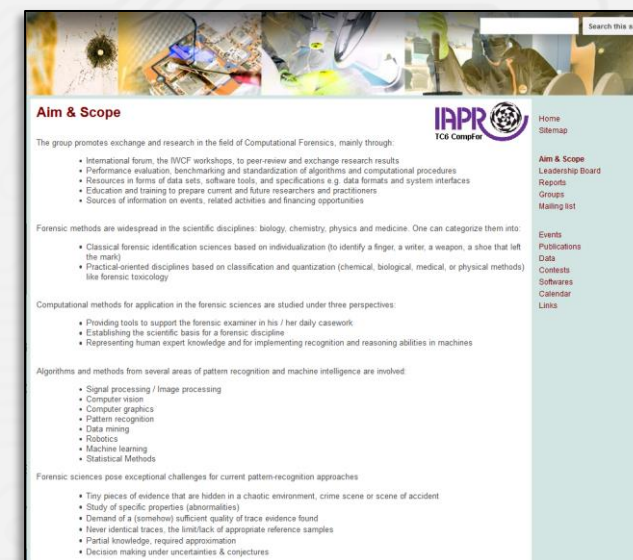 Search this s
Aim & Scope
IAPR
TC6 CompFor
The group promotes exchange and research in the field of Computational Forensics, mainly through:
▪ International forum, the IWCF workshops, to peer-review and exchange research results
▪ Performance evaluation, benchmarking and standardization of algorithms and computational procedures
▪ Resources in forms of data sets, software tools, and specifications e.g. data formats and system interfaces
▪ Education and training to prepare current and future researchers and practitioners
▪ Sources of information on events, related activities and financing opportunities
Forensic methods are widespread in the scientific disciplines: biology, chemistry, physics and medicine. One can categorize them into:
▪ Classical forensic identification sciences based on individualization (to identify a finger, a writer, a weapon, a shoe that left
the mark)
▪ Practical-oriented disciplines based on classification and quantization (chemical, biological, medical, or physical methods)
like forensic toxicology
Computational methods for application in the forensic sciences are studied under three perspectives:
▪ Providing tools to support the forensic examiner in his / her daily casework
▪ Establishing the scientific basis for a forensic discipline
▪ Representing human expert knowledge and for implementing recognition and reasoning abilities in machines
Algorithms and methods from several areas of pattern recognition and machine intelligence are involved:
▪ Signal processing / Image processing
▪ Computer vision
▪ Computer graphics
▪ Pattern recognition
▪ Data mining
▪ Robotics
▪ Machine learning
▪ Statistical Methods
Forensic sciences pose exceptional challenges for current pattern-recognition approaches
▪ Tiny pieces of evidence that are hidden in a chaotic environment, crime scene or scene of accident
▪ Study of specific properties (abnormalities)
▪ Demand of a (somehow) sufficient quality of trace evidence found
▪ Never identical traces, the limit/lack of appropriate reference samples
▪ Partial knowledge, required approximation
▪ Decision making under uncertainties & conjectures
Home
Sitemap
Aim & Scope
Leadership Board
Reports
Groups
Mailing list
Events
Publications
Data
Contests
Softwares
Calendar
Links